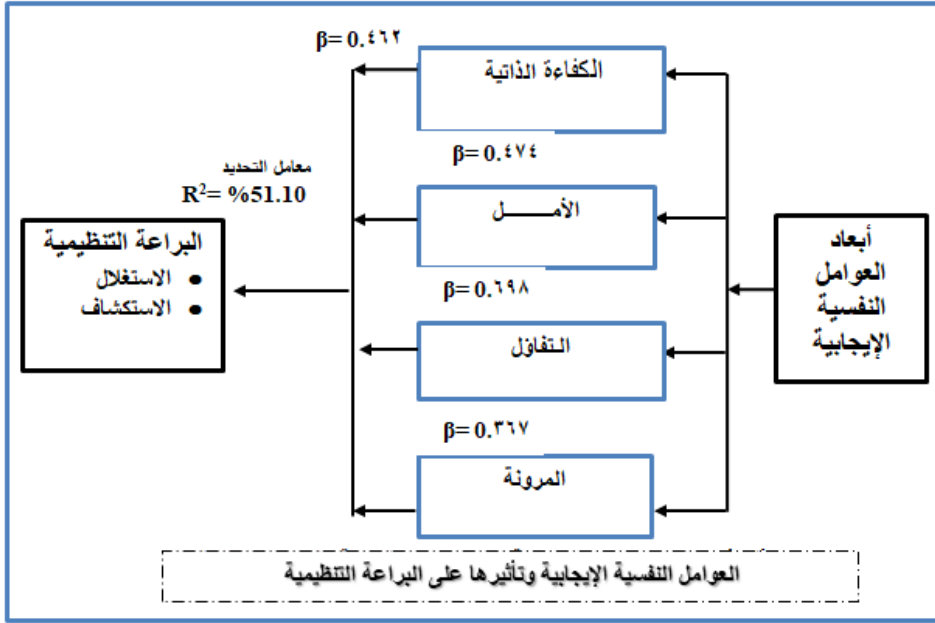 β= 0.٤٦٢
الكفاءة الذاتية
β= 0.٤٧٤
معامل التحديد
R²= %51.10
الأمــــــل
أبعاد
العوامل
النفسية
الإيجابية
البراعة التنظيمية
● الاستغلال
● الاستكشاف
β= 0.٦٩٨
التفاؤل
β= 0.٣٦٧
المرونة
العوامل النفسية الإيجابية وتأثيرها على البراعة التنظيمية